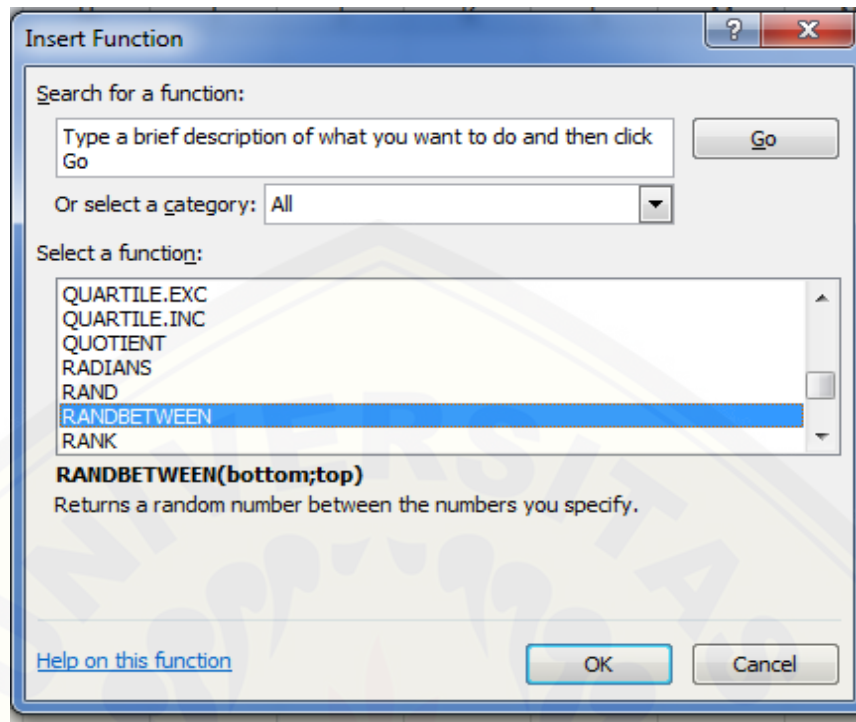 Insert Function
Search for a function:
Type a brief description of what you want to do and then click
Go
Go
Or select a category: All
Select a function:
QUARTILE.EXC
QUARTILE.INC
QUOTIENT
RADIANS
RAND
RANDBETWEEN
RANK
RANDBETWEEN(bottom;top)
Returns a random number between the numbers you specify.
Help on this function
OK
Cancel
UNIVERSITAS